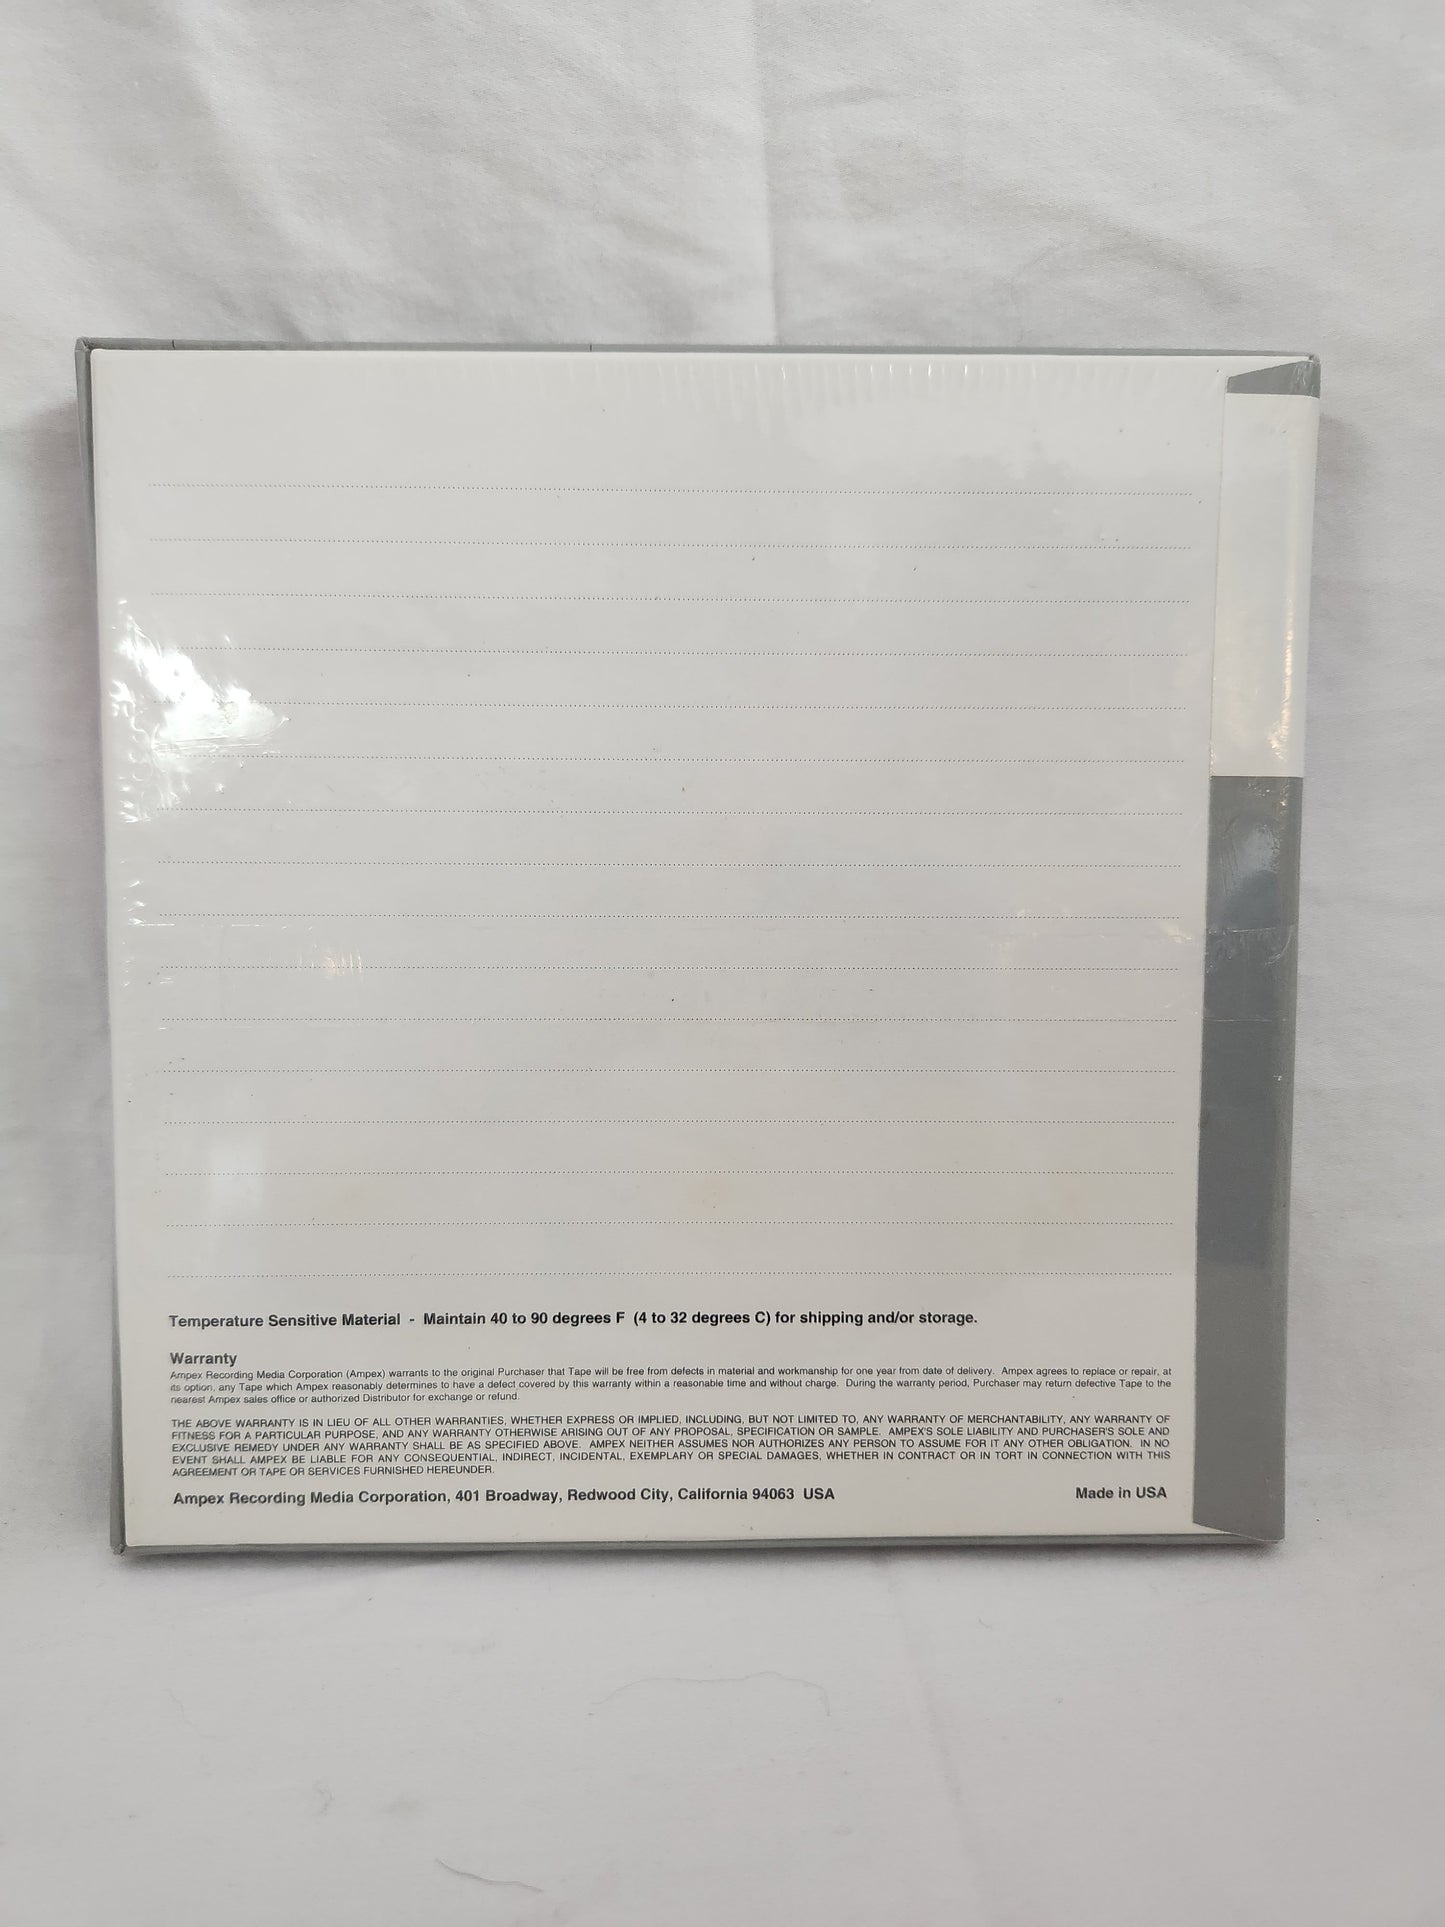 Temperature Sensitive Material - Maintain 40 to 90 degrees F (4 to 32 degrees C) for shipping and/or storage.
Warranty
Ampex Recording Media Corporation (Ampex) warrants to the original Purchaser that Tape will be free from defects in material and workmanship for one year from date of delivery. Ampex agrees to replace or repair, at
its option, any Tape which Ampex reasonably determines to have a defect covered by this warranty within a reasonable time and without charge. During the warranty period, Purchaser may return defective Tape to the
nearest Ampex sales office or authorized Distributor for exchange or refund.
THE ABOVE WARRANTY IS IN LIEU OF ALL OTHER WARRANTIES, WHETHER EXPRESS OR IMPLIED, INCLUDING, BUT NOT LIMITED TO, ANY WARRANTY OF MERCHANTABILITY, ANY WARRANTY OF
FITNESS FOR A PARTICULAR PURPOSE, AND ANY WARRANTY OTHERWISE ARISING OUT OF ANY PROPOSAL, SPECIFICATION OR SAMPLE. AMPEX'S SOLE LIABILITY AND PURCHASER'S SOLE AND
EXCLUSIVE REMEDY UNDER ANY WARRANTY SHALL BE AS SPECIFIED ABOVE. AMPEX NEITHER ASSUMES NOR AUTHORIZES ANY PERSON TO ASSUME FOR IT ANY OTHER OBLIGATION. IN NO
EVENT SHALL AMPEX BE LIABLE FOR ANY CONSEQUENTIAL, INDIRECT, INCIDENTAL, EXEMPLARY OR SPECIAL DAMAGES, WHETHER IN CONTRACT OR IN TORT IN CONNECTION WITH THIS
AGREEMENT OR TAPE OR SERVICES FURNISHED HEREUNDER.
Ampex Recording Media Corporation, 401 Broadway, Redwood City, California 94063 USA
Made in USA